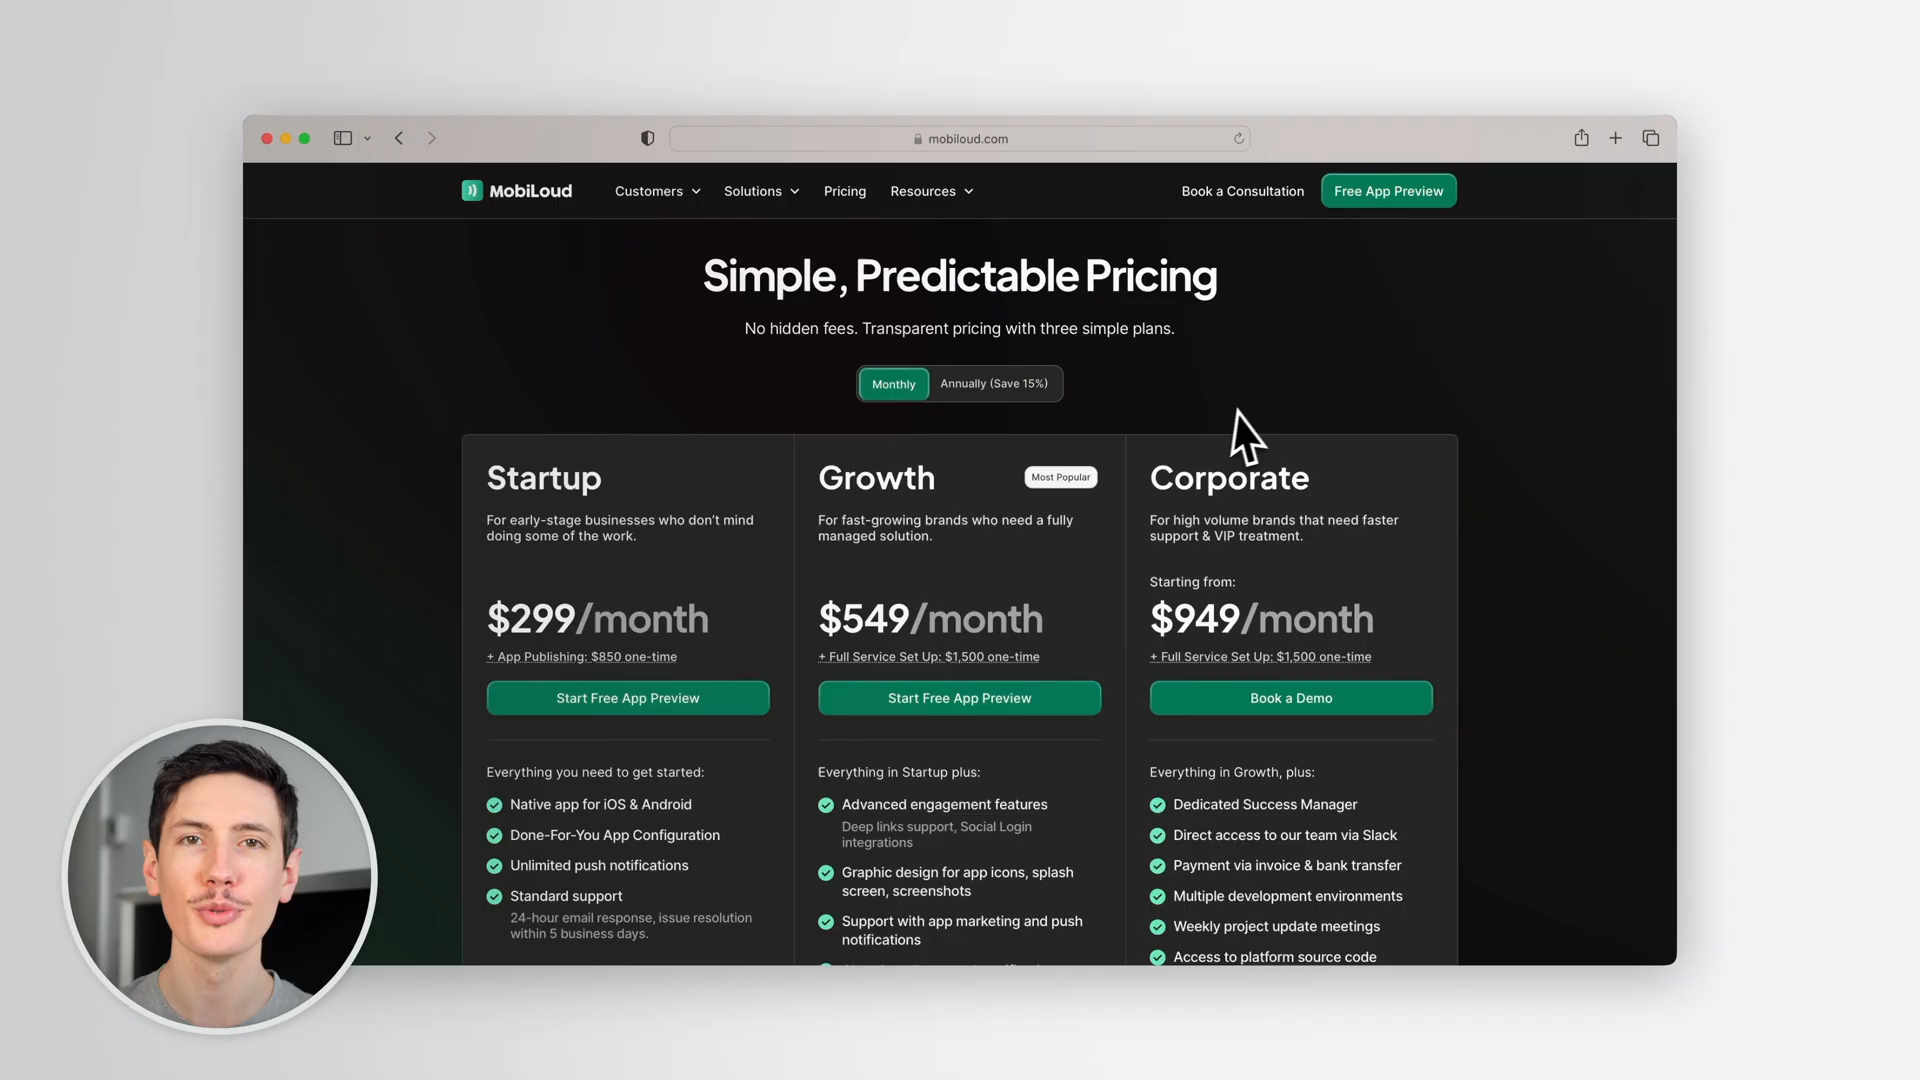 mobiloud.com
MobiLoud
Customers
Solutions
Pricing
Resources
Book a Consultation
Free App Preview
Simple, Predictable Pricing
No hidden fees. Transparent pricing with three simple plans.
Monthly
Annually (Save 15%)
Startup
For early-stage businesses who don't mind
doing some of the work.
$299/month
+ App Publishing: $850 one-time
Start Free App Preview
Everything you need to get started:
Native app for iOS & Android
Done-For-You App Configuration
Unlimited push notifications
Standard support
24-hour email response, issue resolution
within 5 business days.
Growth
Most Popular
For fast-growing brands who need a fully
managed solution.
$549/month
+ Full Service Set Up: $1,500 one-time
Start Free App Preview
Everything in Startup plus:
Advanced engagement features
Deep links support, Social Login
integrations
Graphic design for app icons, splash
screen, screenshots
Support with app marketing and push
notifications
Corporate
For high volume brands that need faster
support & VIP treatment.
Starting from:
$949/month
+ Full Service Set Up: $1,500 one-time
Book a Demo
Everything in Growth, plus:
Dedicated Success Manager
Direct access to our team via Slack
Payment via invoice & bank transfer
Multiple development environments
Weekly project update meetings
Access to platform source code